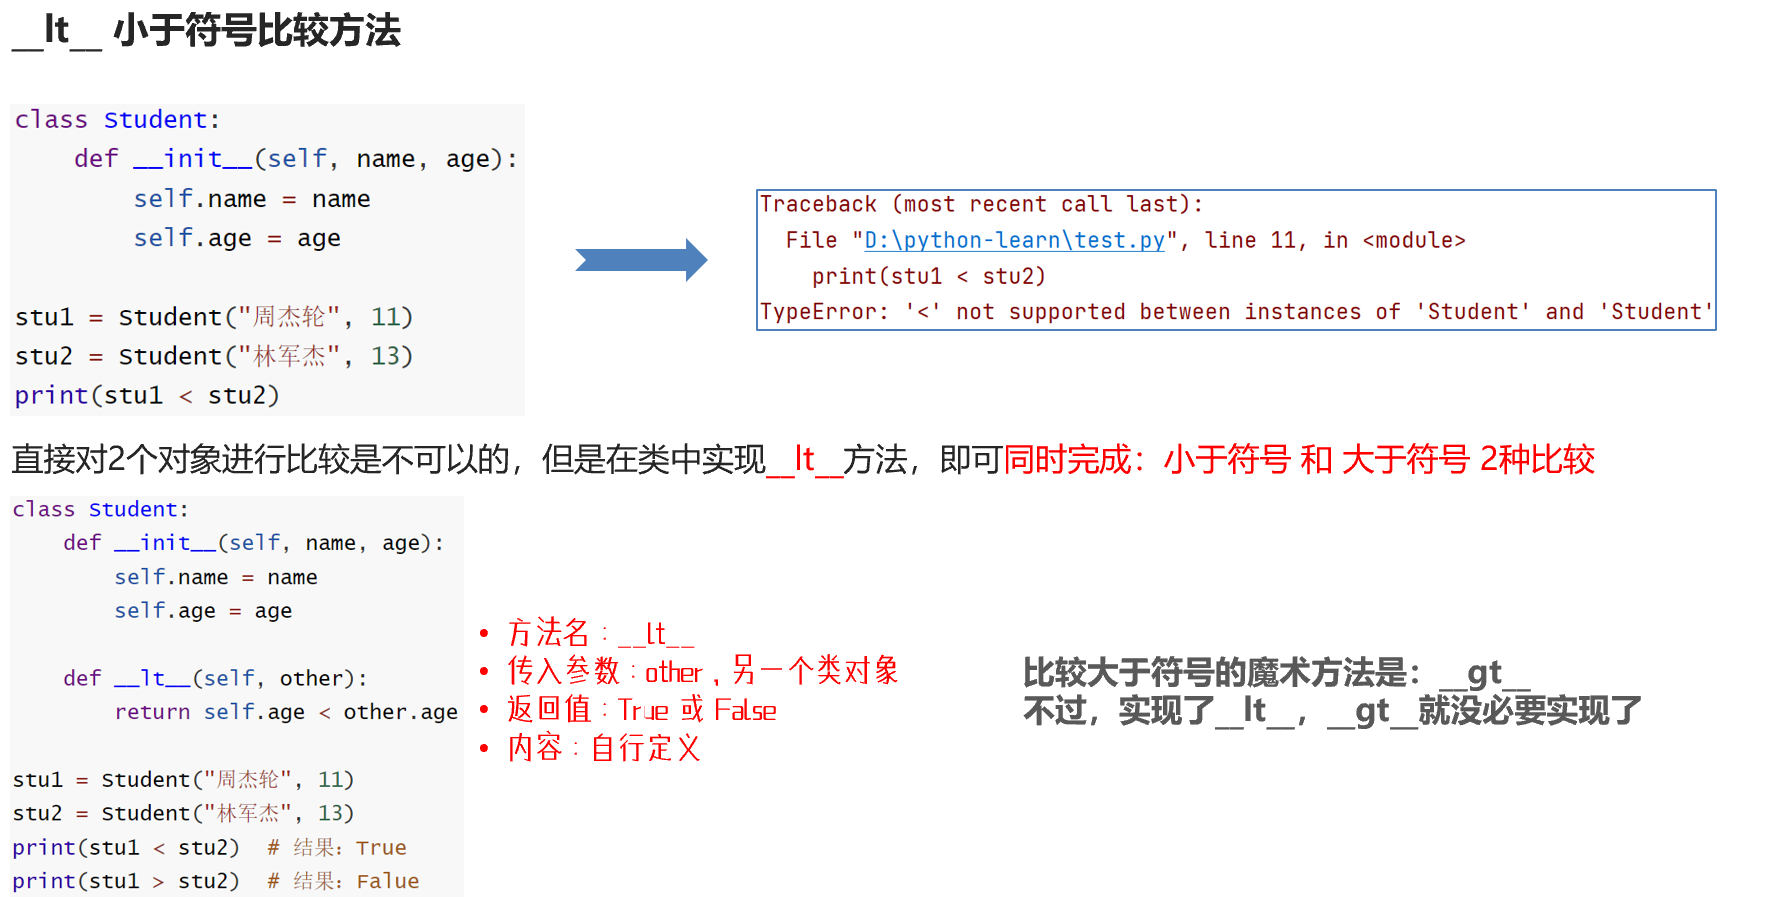 __lt__ 小于符号比较方法
class Student:
    def __init__(self, name, age):
        self.name = name
        self.age = age
stu1 = Student("周杰轮", 11)
stu2 = Student("林军杰", 13)
print(stu1 < stu2)
Traceback (most recent call last):
  File "D:\python-learn\test.py", line 11, in <module>
    print(stu1 < stu2)
TypeError: '<' not supported between instances of 'Student' and 'Student'
直接对2个对象进行比较是不可以的，但是在类中实现__lt__方法，即可同时完成：小于符号 和 大于符号 2种比较
class Student:
    def __init__(self, name, age):
        self.name = name
        self.age = age
    def __lt__(self, other):
        return self.age < other.age
stu1 = Student("周杰轮", 11)
stu2 = Student("林军杰", 13)
print(stu1 < stu2)  # 结果：True
print(stu1 > stu2)  # 结果：Falue
• 方法名：__lt__
• 传入参数：other，另一个类对象
• 返回值：True 或 False
• 内容：自行定义
比较大于符号的魔术方法是：__gt__
不过，实现了__lt__，__gt__就没必要实现了